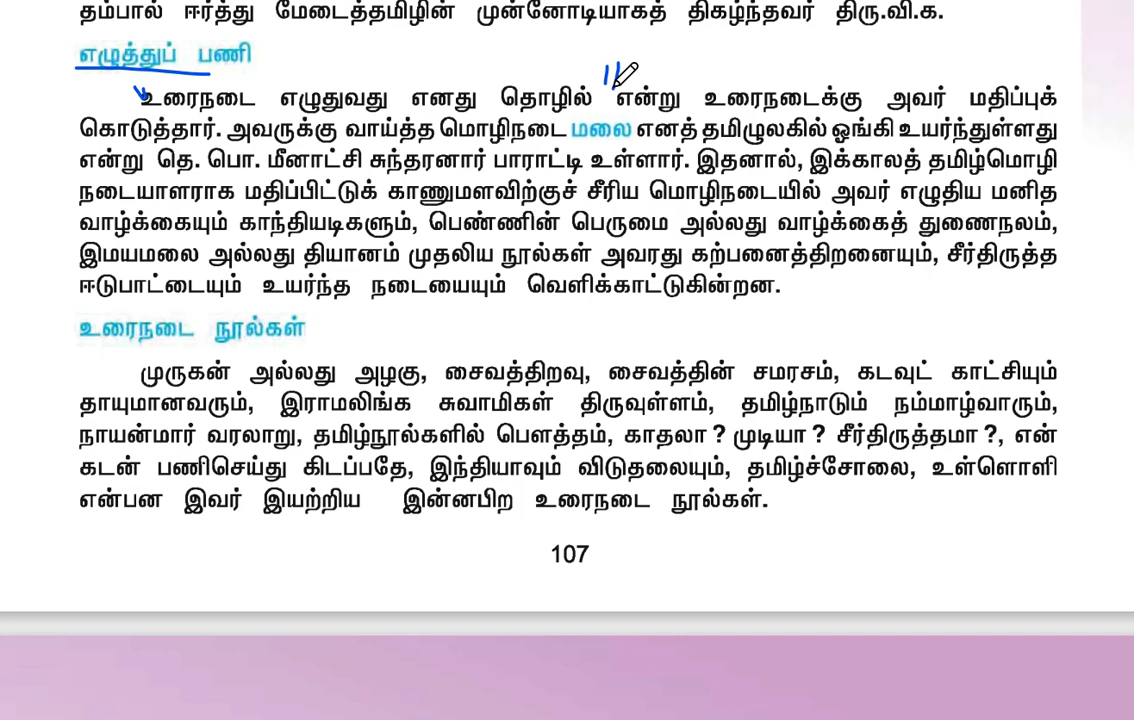 தம்பால் ஈர்த்து மேடைத்தமிழின் முன்னோடியாகத் திகழ்ந்தவர் திரு.வி.க.
எழுத்துப் பணி
உரைநடை எழுதுவது எனது தொழில் என்று உரைநடைக்கு அவர் மதிப்புக்
கொடுத்தார். அவருக்கு வாய்த்த மொழிநடை மலை எனத் தமிழுலகில் ஓங்கி உயர்ந்துள்ளது
என்று தெ. பொ. மீனாட்சி சுந்தரனார் பாராட்டி உள்ளார். இதனால், இக்காலத் தமிழ்மொழி
நடையாளராக மதிப்பிட்டுக் காணுமளவிற்குச் சீரிய மொழிநடையில் அவர் எழுதிய மனித
வாழ்க்கையும் காந்தியடிகளும், பெண்ணின் பெருமை அல்லது வாழ்க்கைத் துணைநலம்,
இமயமலை அல்லது தியானம் முதலிய நூல்கள் அவரது கற்பனைத்திறனையும், சீர்திருத்த
ஈடுபாட்டையும் உயர்ந்த நடையையும் வெளிக்காட்டுகின்றன.
உரைநடை நூல்கள்
முருகன் அல்லது அழகு, சைவத்திறவு, சைவத்தின் சமரசம், கடவுட் காட்சியும்
தாயுமானவரும், இராமலிங்க சுவாமிகள் திருவுள்ளம், தமிழ்நாடும் நம்மாழ்வாரும்,
நாயன்மார் வரலாறு, தமிழ்நூல்களில் பௌத்தம், காதலா ? முடியா ? சீர்திருத்தமா ?, என்
கடன் பணிசெய்து கிடப்பதே, இந்தியாவும் விடுதலையும், தமிழ்ச்சோலை, உள்ளொளி
என்பன இவர் இயற்றிய இன்னபிற உரைநடை நூல்கள்.
107